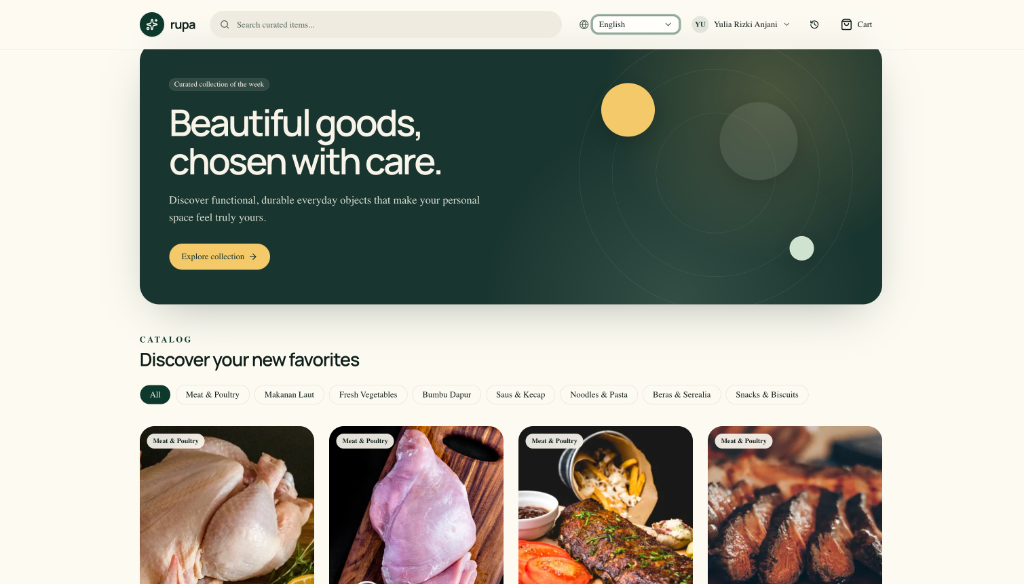 rupa
Search curated items...
English
YU
Yulia Rizki Anjani
Cart
Curated collection of the week
Beautiful goods,
chosen with care.
Discover functional, durable everyday objects that make your personal
space feel truly yours.
Explore collection
CATALOG
Discover your new favorites
All
Meat & Poultry
Makanan Laut
Fresh Vegetables
Bumbu Dapur
Saus & Kecap
Noodles & Pasta
Beras & Serealia
Snacks & Biscuits
Meat & Poultry
Meat & Poultry
Meat & Poultry
Meat & Poultry